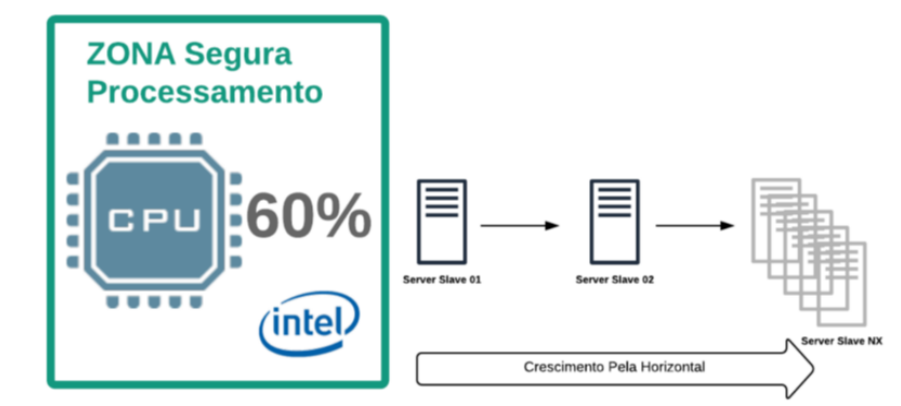 ZONA Segura
Processamento
CPU
60%
intel
Server Slave 01
Server Slave 02
Server Slave NX
Crescimento Pela Horizontal